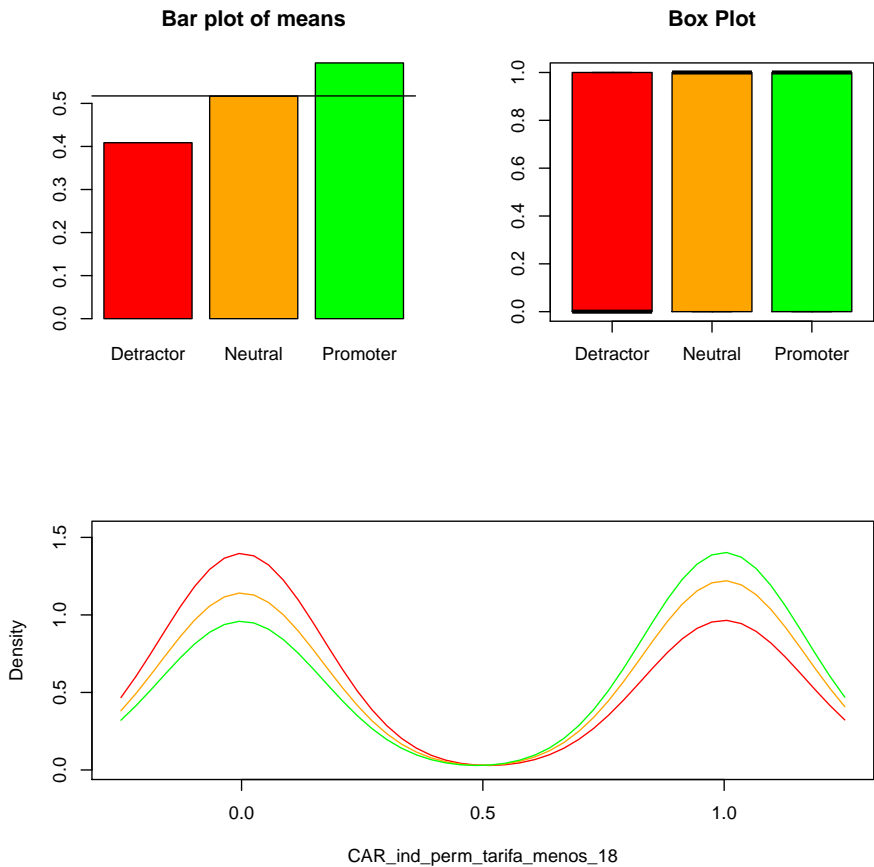 Bar plot of means
0.5
0.4
0.3
0.2
0.1
0.0
Detractor Neutral Promoter
Box Plot
1.0
0.8
0.6
0.4
0.2
0.0
Detractor Neutral Promoter
1.5
1.0
0.5
0.0
Density
0.0 0.5 1.0
CAR_ind_perm_tarifa_menos_18